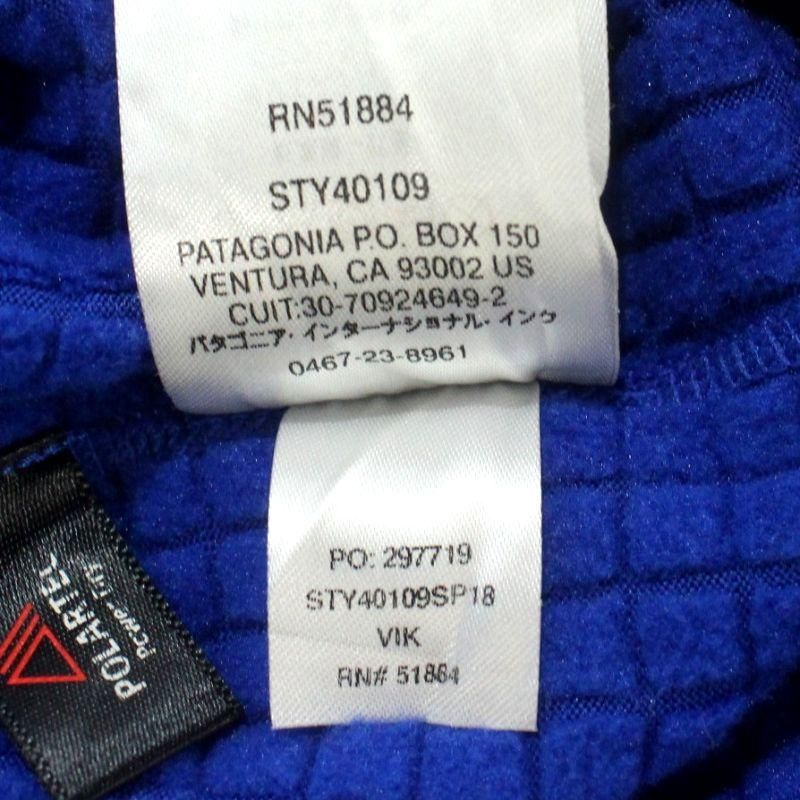 RN51884
STY40109
PATAGONIA P.O. BOX 150
VENTURA, CA 93002 US
CUIT:30-70924649-2
パタゴニア・インターナショナル・インク
0467-23-8961
PO: 297719
STY40109SP18
VIK
RN# 51884
POLARTEC
Power Dry